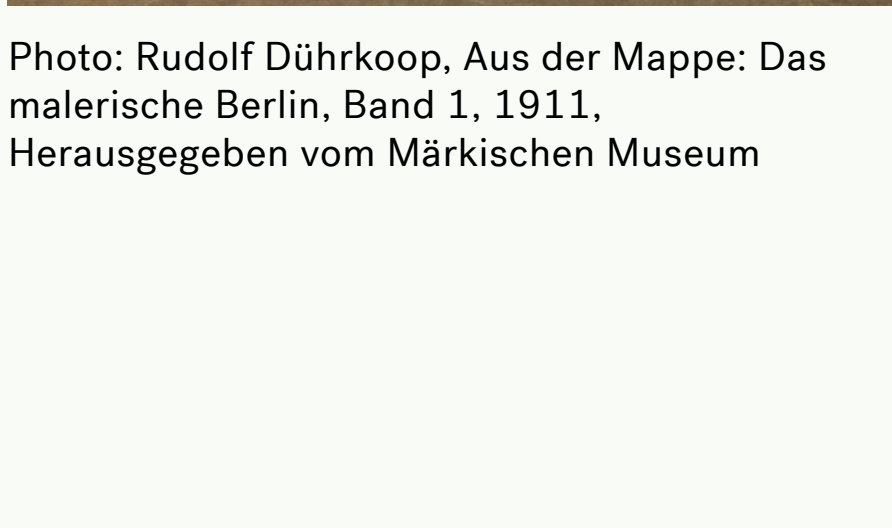 Photo: Rudolf Dührkoop, Aus der Mappe: Das
malerische Berlin, Band 1, 1911,
Herausgegeben vom Märkischen Museum